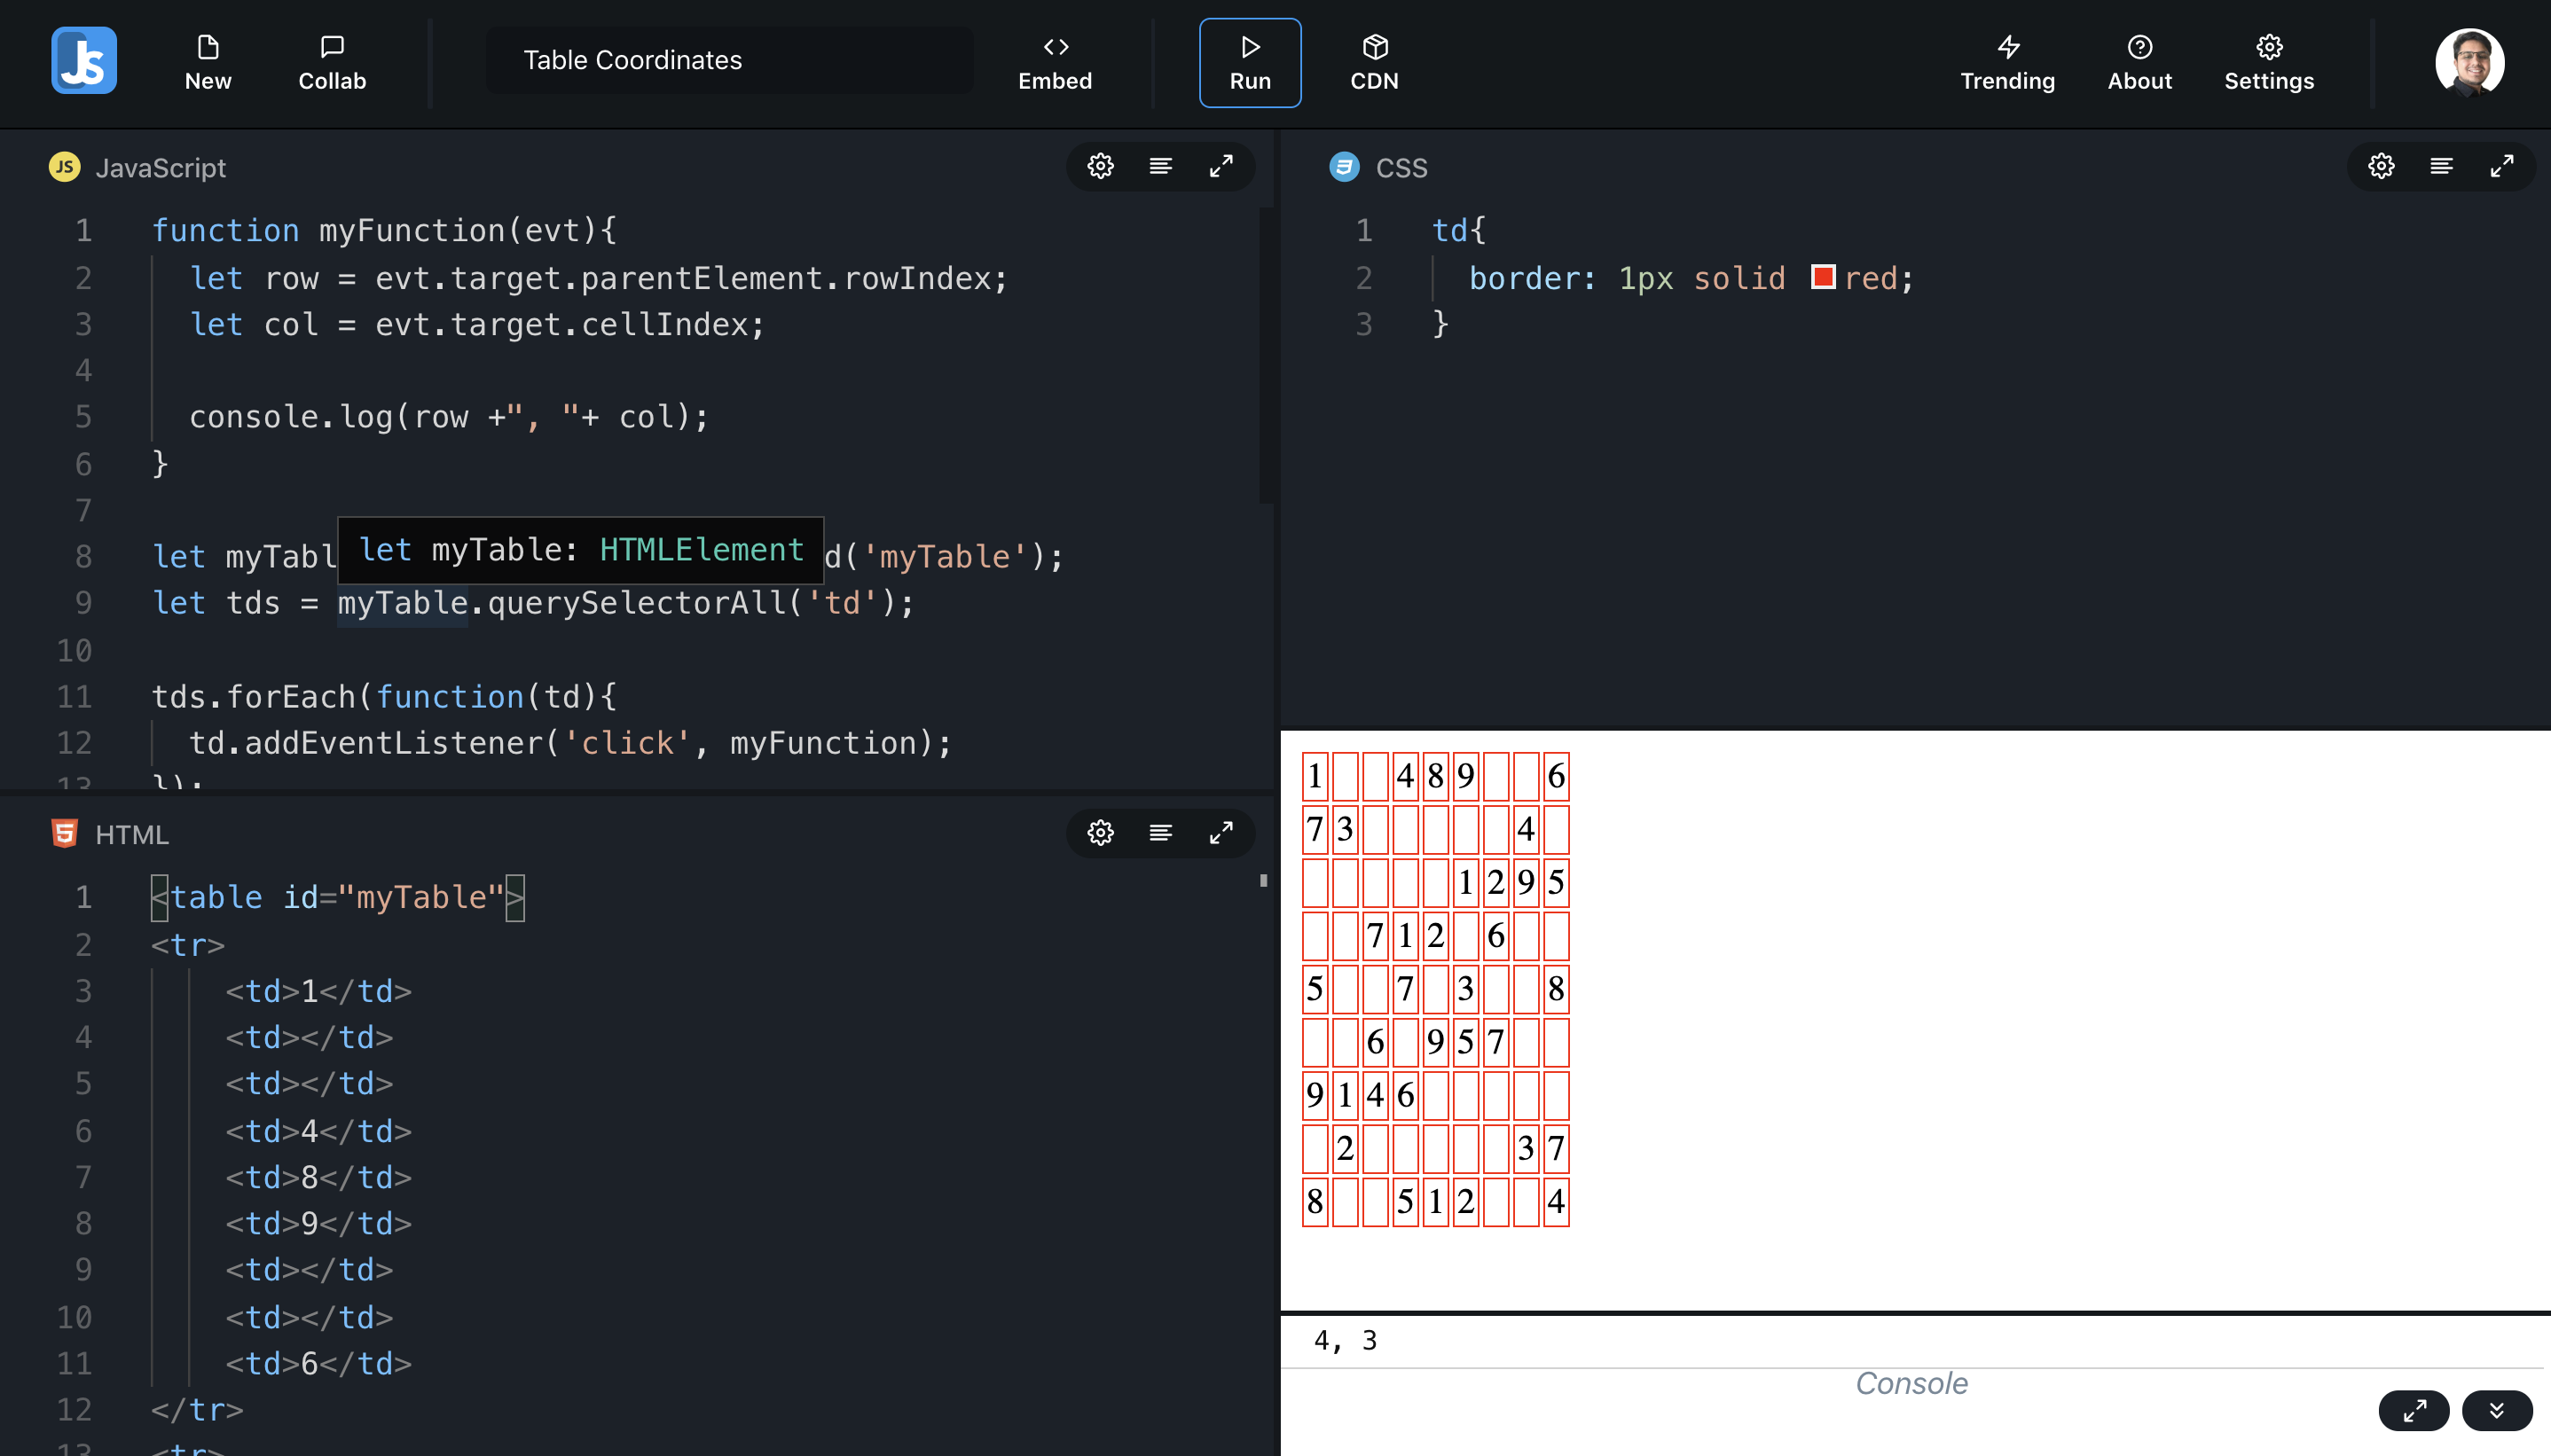 JS
New
Collab
Table Coordinates
Embed
Run
CDN
Trending
About
Settings
JS JavaScript
1 function myFunction(evt){
2 let row = evt.target.parentElement.rowIndex;
3 let col = evt.target.cellIndex;
4
5 console.log(row +", "+ col);
6 }
7
let myTable: HTMLElement
8 let myTabl d('myTable');
9 let tds = myTable.querySelectorAll('td');
10
11 tds.forEach(function(td){
12 td.addEventListener('click', myFunction);
13 });
HTML
1 <table id="myTable">
2 <tr>
3 <td>1</td>
4 <td></td>
5 <td></td>
6 <td>4</td>
7 <td>8</td>
8 <td>9</td>
9 <td></td>
10 <td></td>
11 <td>6</td>
12 </tr>
13 <tr>
CSS
1 td{
2 border: 1px solid red;
3 }
1 4 8 9 6
7 3 4
1 2 9 5
7 1 2 6
5 7 3 8
6 9 5 7
9 1 4 6
2 3 7
8 5 1 2 4
4, 3
Console